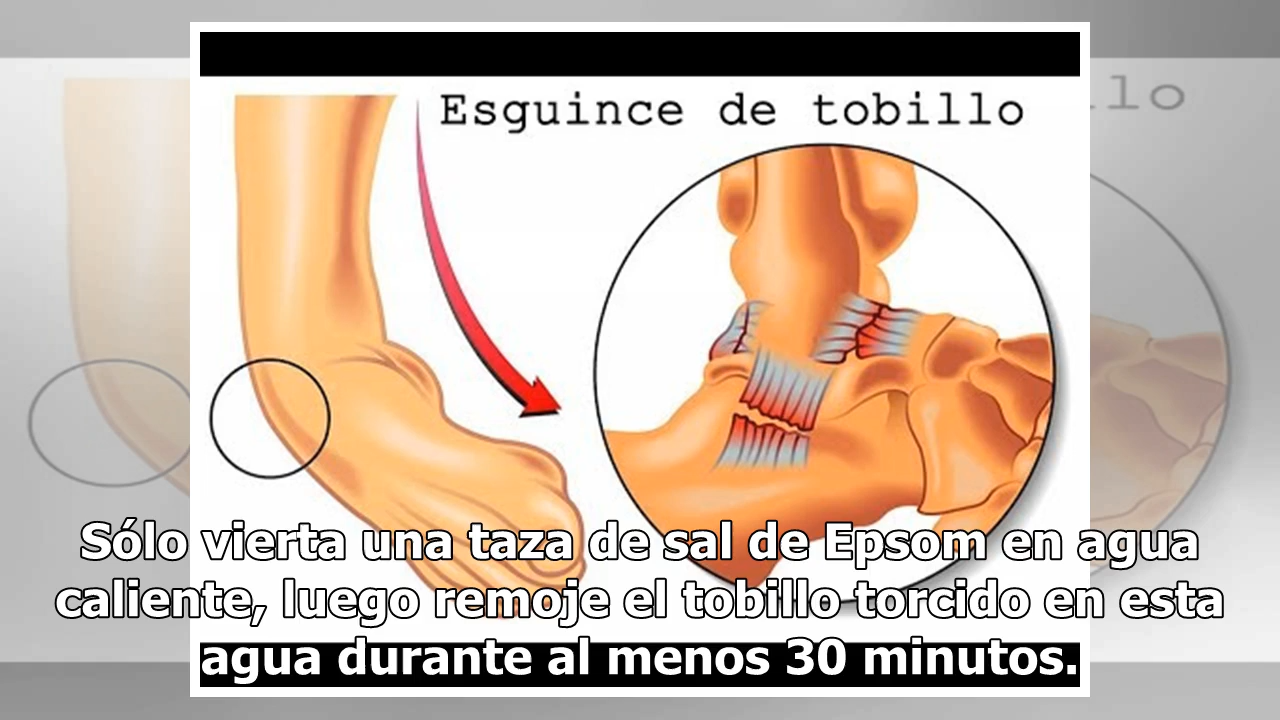 Esguince de tobillo
Sólo vierta una taza de sal de Epsom en agua
caliente, luego remoje el tobillo torcido en esta
agua durante al menos 30 minutos.